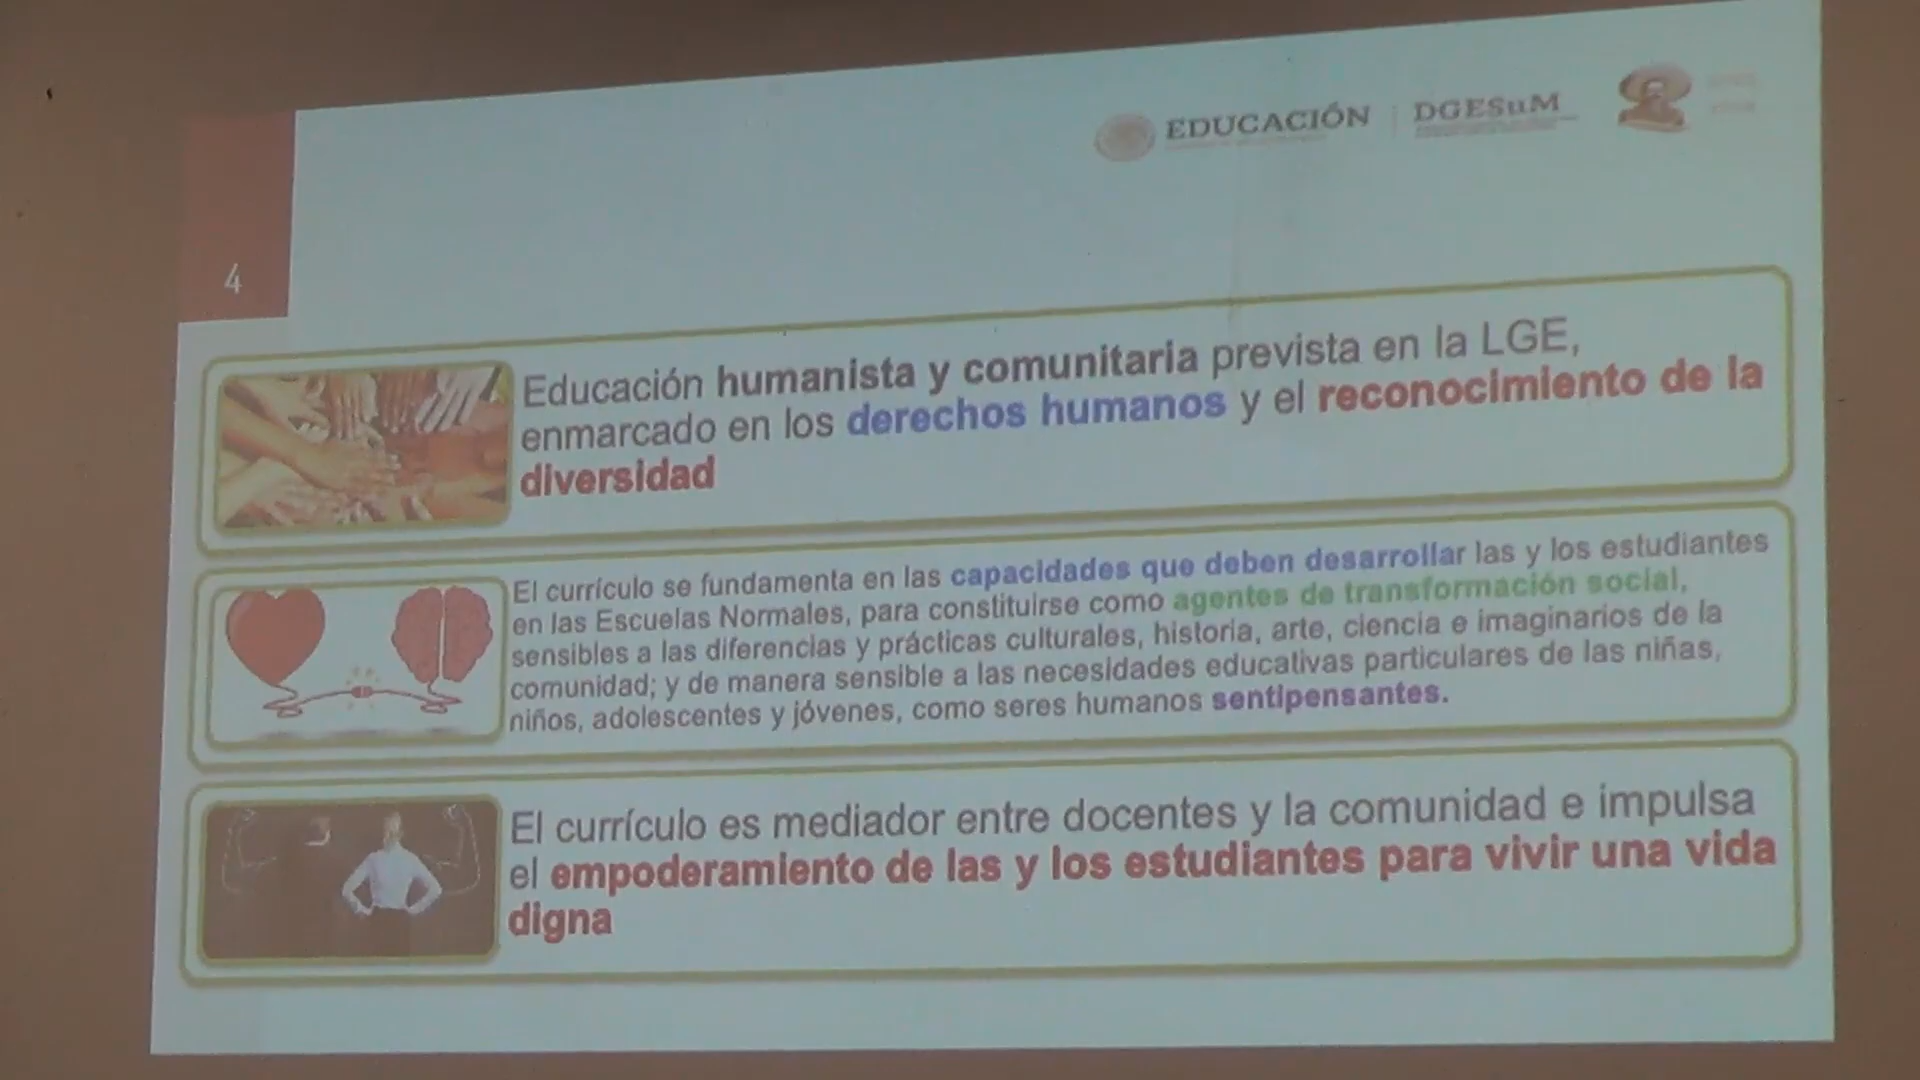 EDUCACIÓN
DGESuM
4
Educación humanista y comunitaria prevista en la LGE,
enmarcado en los derechos humanos y el reconocimiento de la
diversidad
El currículo se fundamenta en las capacidades que deben desarrollar las y los estudiantes
en las Escuelas Normales, para constituirse como agentes de transformación social,
sensibles a las diferencias y prácticas culturales, historia, arte, ciencia e imaginarios de la
comunidad; y de manera sensible a las necesidades educativas particulares de las niñas,
niños, adolescentes y jóvenes, como seres humanos sentipensantes.
El currículo es mediador entre docentes y la comunidad e impulsa
el empoderamiento de las y los estudiantes para vivir una vida
digna